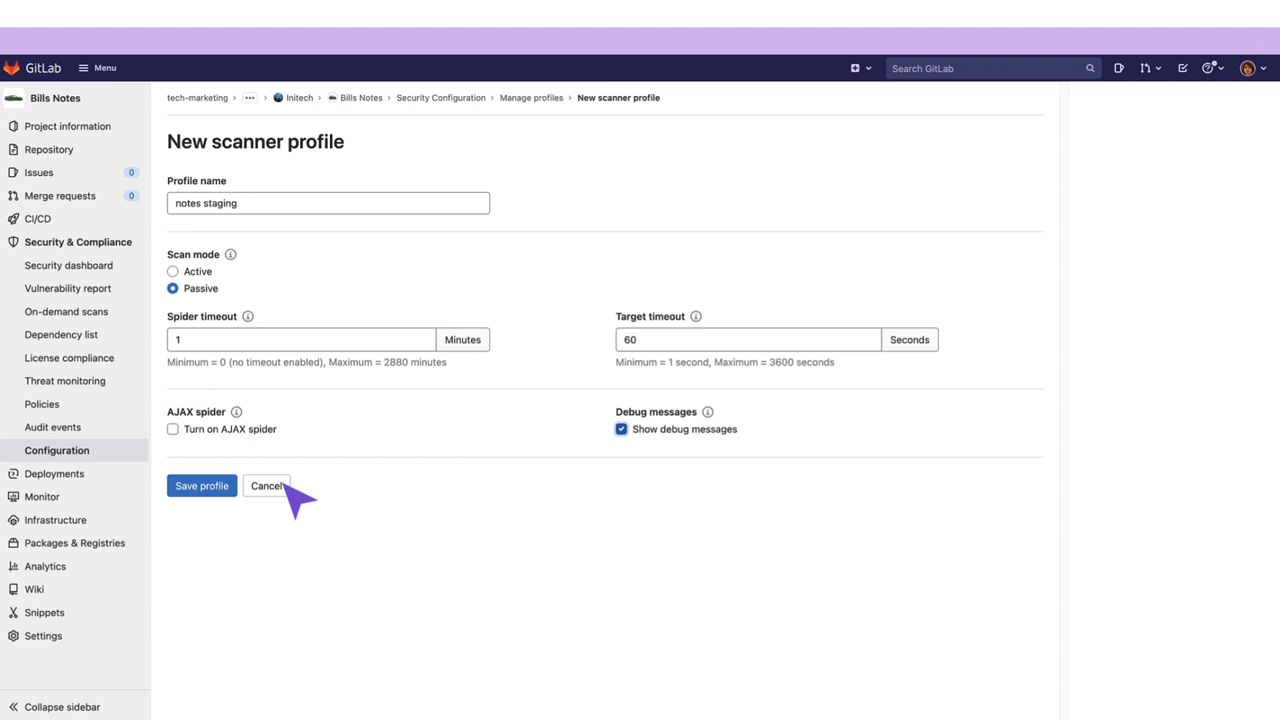 GitLab Menu Search GitLab
Bills Notes
Project information
Repository
Issues 0
Merge requests 0
CI/CD
Security & Compliance
Security dashboard
Vulnerability report
On-demand scans
Dependency list
License compliance
Threat monitoring
Policies
Audit events
Configuration
Deployments
Monitor
Infrastructure
Packages & Registries
Analytics
Wiki
Snippets
Settings
Collapse sidebar
tech-marketing › ... › Initech › Bills Notes › Security Configuration › Manage profiles › New scanner profile
New scanner profile
Profile name
notes staging
Scan mode
Active
Passive
Spider timeout
1 Minutes
Minimum = 0 (no timeout enabled), Maximum = 2880 minutes
Target timeout
60 Seconds
Minimum = 1 second, Maximum = 3600 seconds
AJAX spider
Turn on AJAX spider
Debug messages
Show debug messages
Save profile Cancel